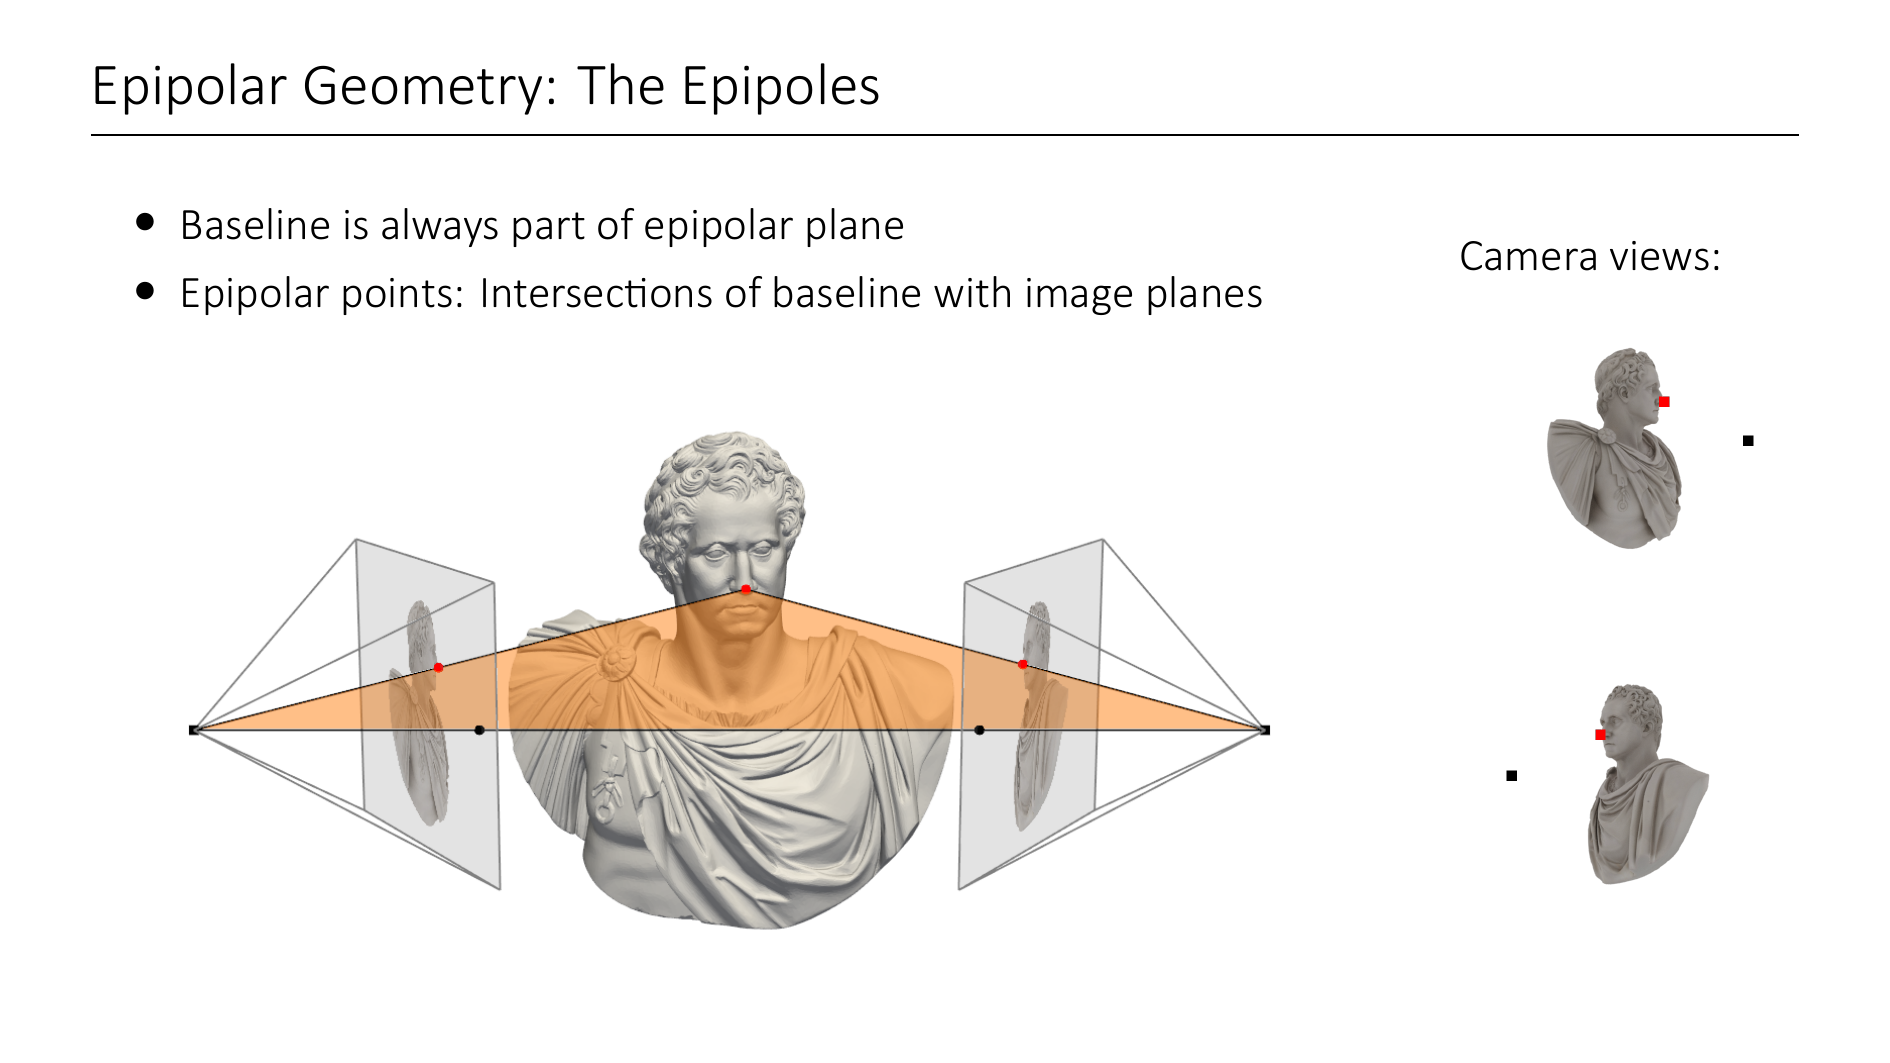 Epipolar Geometry: The Epipoles
• Baseline is always part of epipolar plane
• Epipolar points: Intersections of baseline with image planes
Camera views: